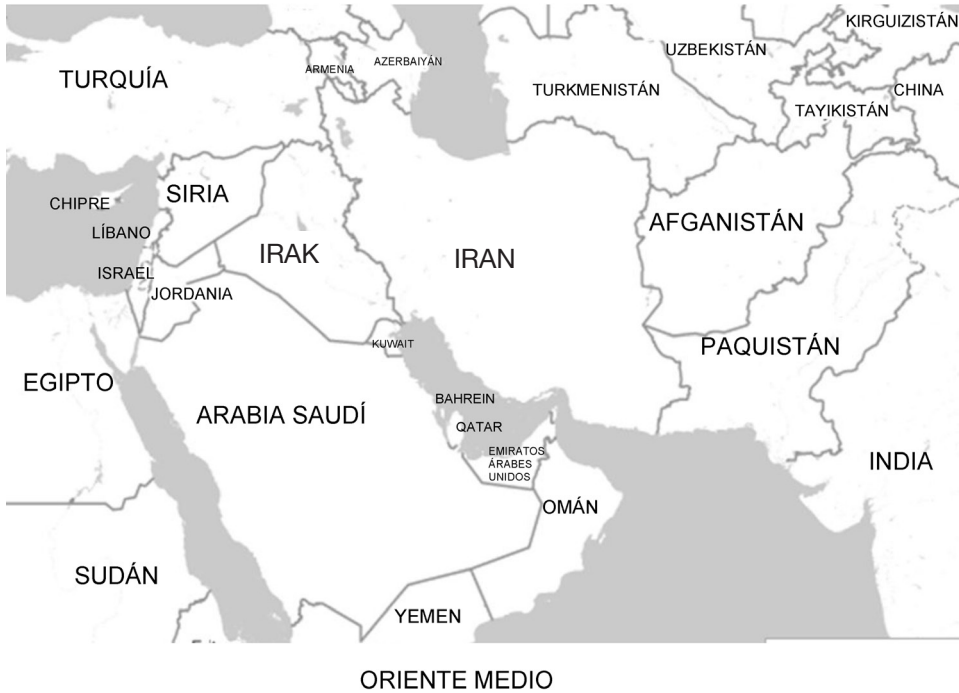 KIRGUIZISTÁN
UZBEKISTÁN
AZERBAIYÁN
ARMENIA
TURQUÍA
TURKMENISTÁN
CHINA
TAYIKISTÁN
SIRIA
CHIPRE
LÍBANO
AFGANISTÁN
IRAK
IRAN
ISRAEL
JORDANIA
KUWAIT
PAQUISTÁN
EGIPTO
BAHREIN
ARABIA SAUDÍ
QATAR
EMIRATOS
ÁRABES
UNIDOS
INDIA
OMÁN
SUDÁN
YEMEN
ORIENTE MEDIO